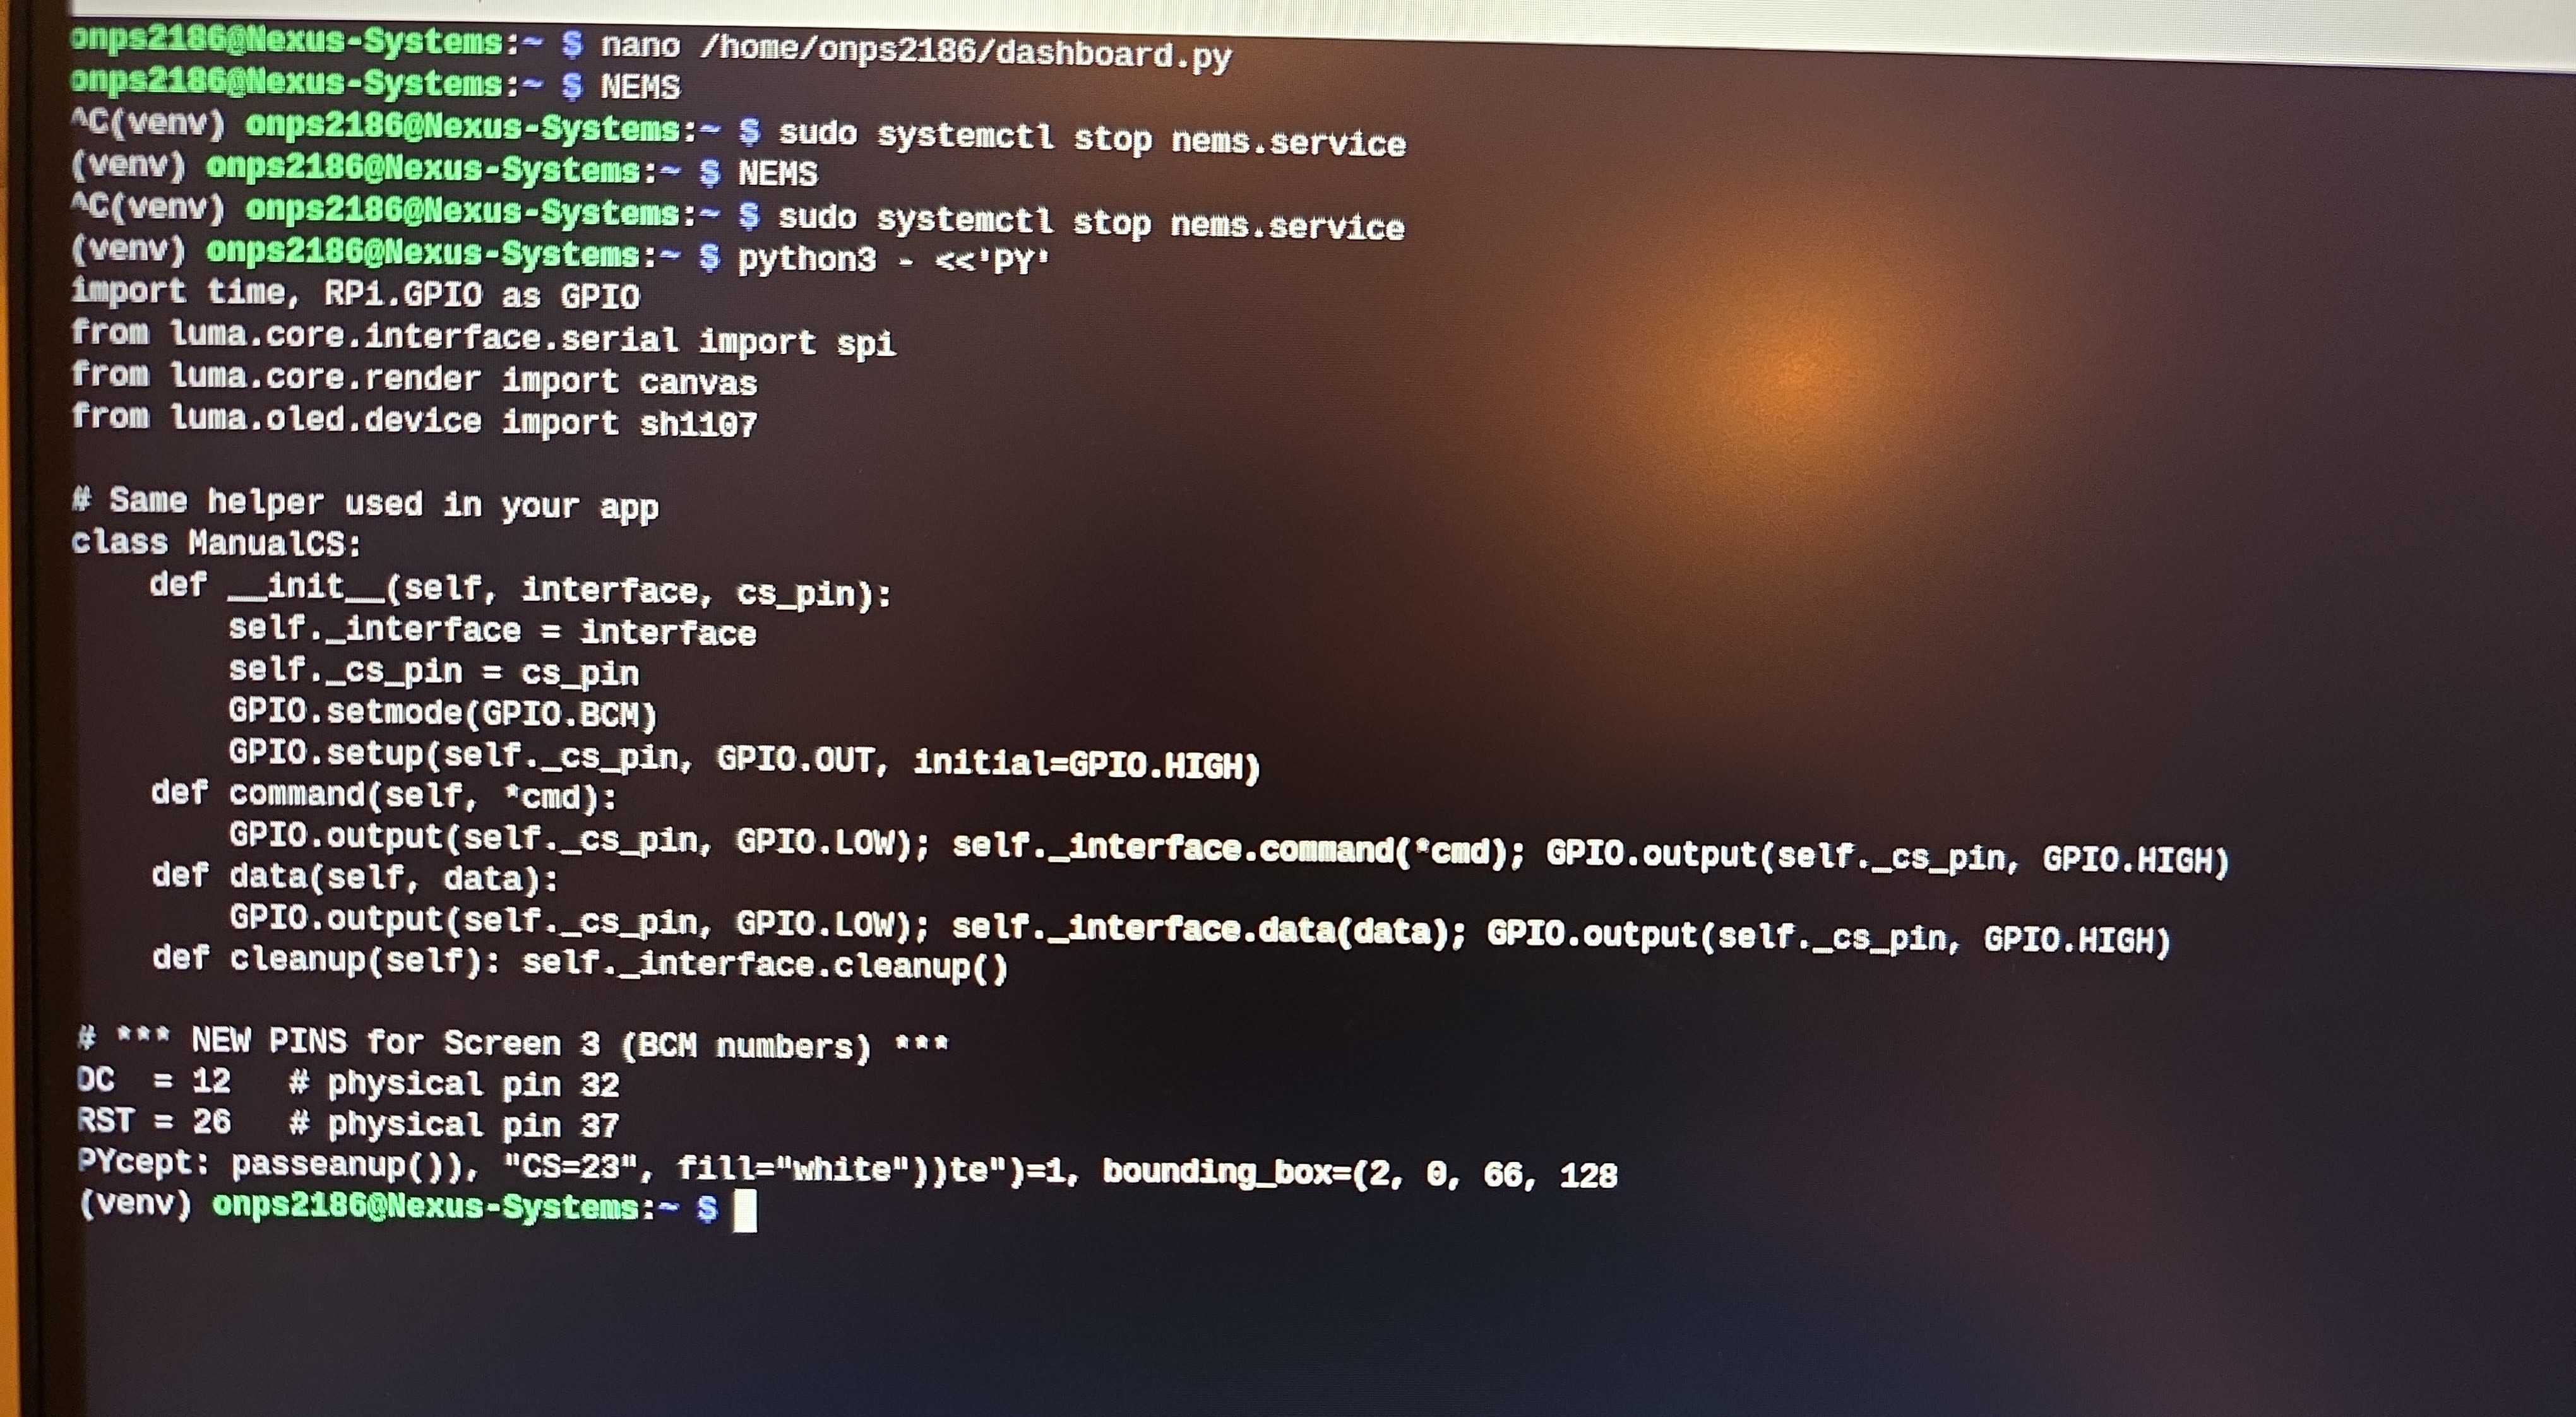 onps2186@Nexus-Systems:~ $ nano /home/onps2186/dashboard.py
onps2186@Nexus-Systems:~ $ NEMS
^C(venv) onps2186@Nexus-Systems:~ $ sudo systemctl stop nems.service
(venv) onps2186@Nexus-Systems:~ $ NEMS
^C(venv) onps2186@Nexus-Systems:~ $ sudo systemctl stop nems.service
(venv) onps2186@Nexus-Systems:~ $ python3 - <<'PY'
import time, RPi.GPIO as GPIO
from luma.core.interface.serial import spi
from luma.core.render import canvas
from luma.oled.device import sh1107

# Same helper used in your app
class ManualCS:
    def __init__(self, interface, cs_pin):
        self._interface = interface
        self._cs_pin = cs_pin
        GPIO.setmode(GPIO.BCM)
        GPIO.setup(self._cs_pin, GPIO.OUT, initial=GPIO.HIGH)
    def command(self, *cmd):
        GPIO.output(self._cs_pin, GPIO.LOW); self._interface.command(*cmd); GPIO.output(self._cs_pin, GPIO.HIGH)
    def data(self, data):
        GPIO.output(self._cs_pin, GPIO.LOW); self._interface.data(data); GPIO.output(self._cs_pin, GPIO.HIGH)
    def cleanup(self): self._interface.cleanup()

# *** NEW PINS for Screen 3 (BCM numbers) ***
DC  = 12   # physical pin 32
RST = 26   # physical pin 37
PYcept: passeanup()), "CS=23", fill="white"))te")=1, bounding_box=(2, 0, 66, 128
(venv) onps2186@Nexus-Systems:~ $